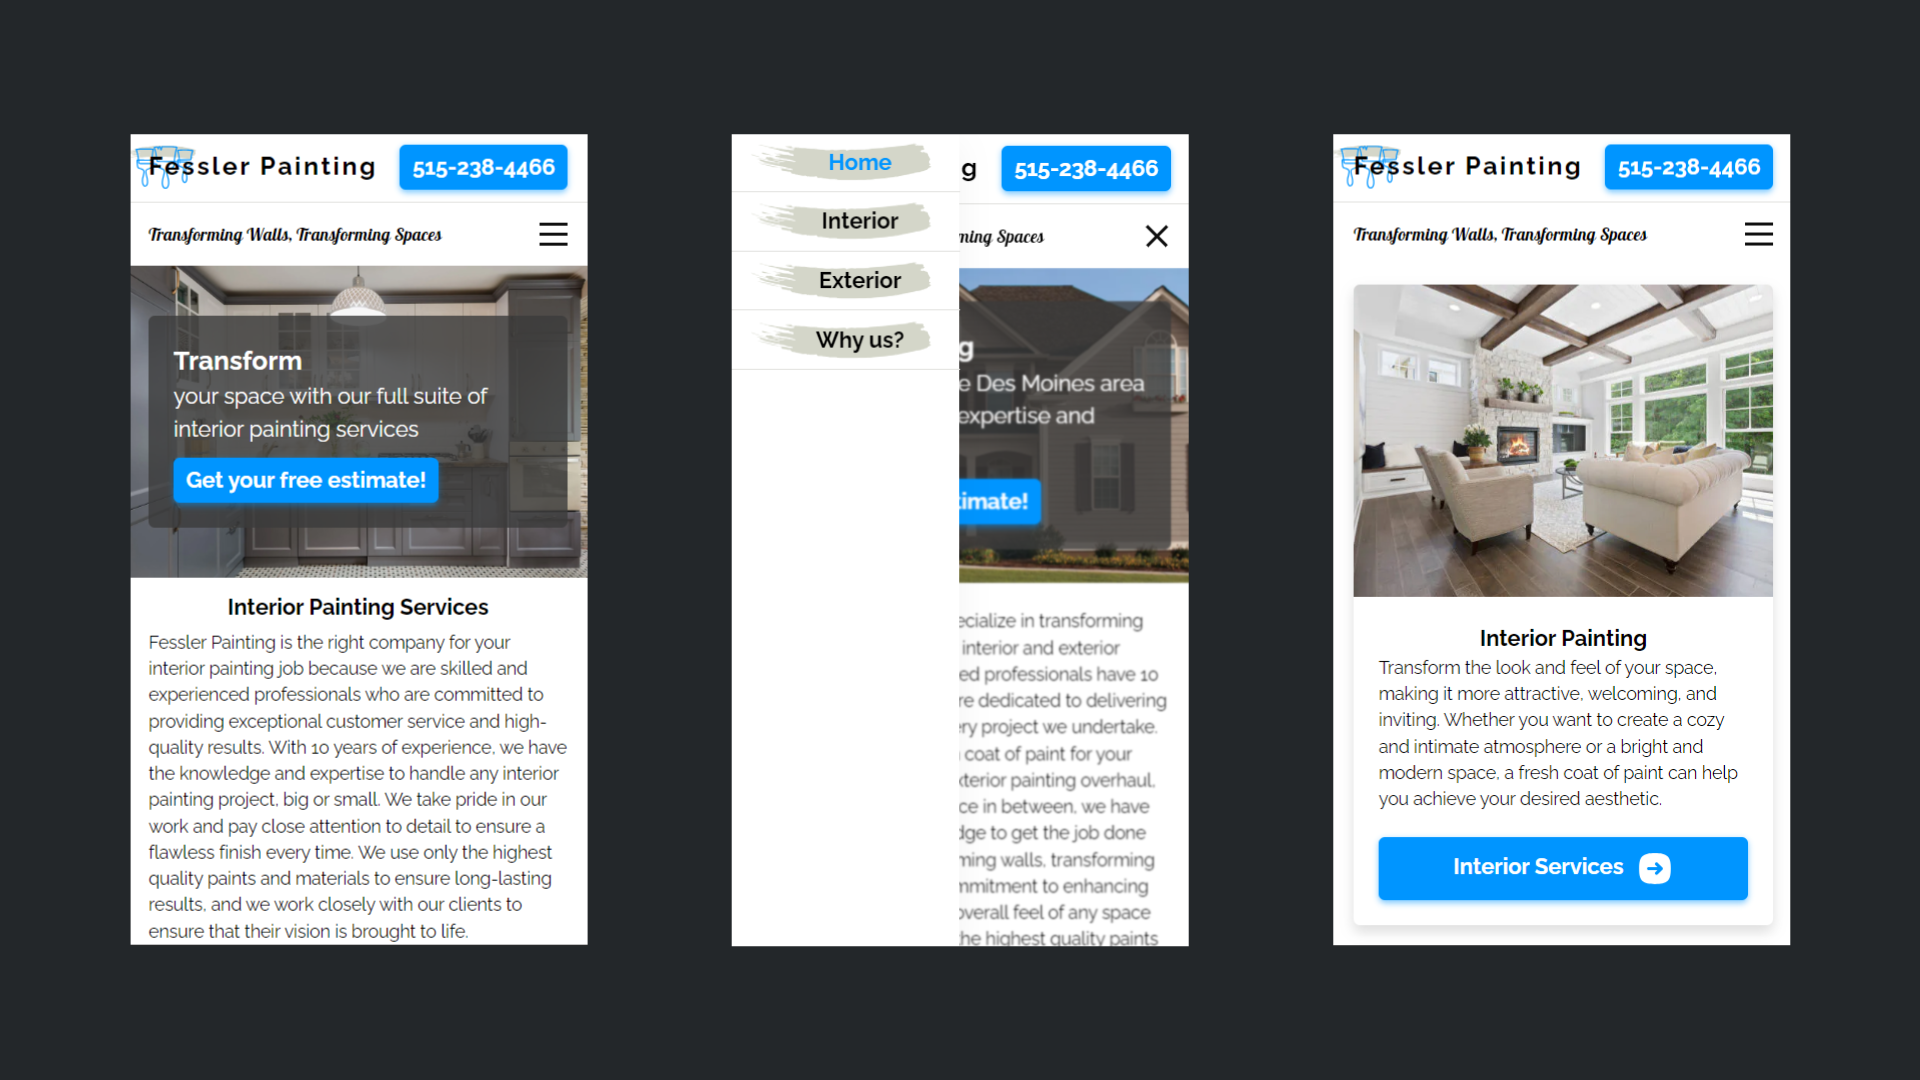 Fessler Painting
515-238-4466
Transforming Walls, Transforming Spaces
Transform
your space with our full suite of
interior painting services
Get your free estimate!
Interior Painting Services
Fessler Painting is the right company for your
interior painting job because we are skilled and
experienced professionals who are committed to
providing exceptional customer service and high-
quality results. With 10 years of experience, we have
the knowledge and expertise to handle any interior
painting project, big or small. We take pride in our
work and pay close attention to detail to ensure a
flawless finish every time. We use only the highest
quality paints and materials to ensure long-lasting
results, and we work closely with our clients to
ensure that their vision is brought to life.
Home
Interior
Exterior
Why us?
g
515-238-4466
ming Spaces
g
e Des Moines area
expertise and
timate!
ecialize in transforming
interior and exterior
ed professionals have 10
re dedicated to delivering
ry project we undertake.
coat of paint for your
xterior painting overhaul,
ce in between, we have
dge to get the job done
ming walls, transforming
mmitment to enhancing
overall feel of any space
the highest quality paints
Fessler Painting
515-238-4466
Transforming Walls, Transforming Spaces
Interior Painting
Transform the look and feel of your space,
making it more attractive, welcoming, and
inviting. Whether you want to create a cozy
and intimate atmosphere or a bright and
modern space, a fresh coat of paint can help
you achieve your desired aesthetic.
Interior Services